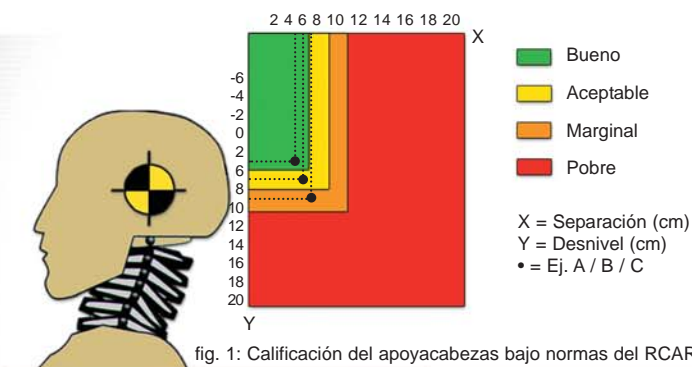 2 4 6 8 10 12 14 16 18 20
X
-6
-4
-2
0
2
4
6
8
10
12
14
16
18
20
Y
Bueno
Aceptable
Marginal
Pobre
X = Separación (cm)
Y = Desnivel (cm)
• = Ej. A / B / C
fig. 1: Calificación del apoyacabezas bajo normas del RCAR